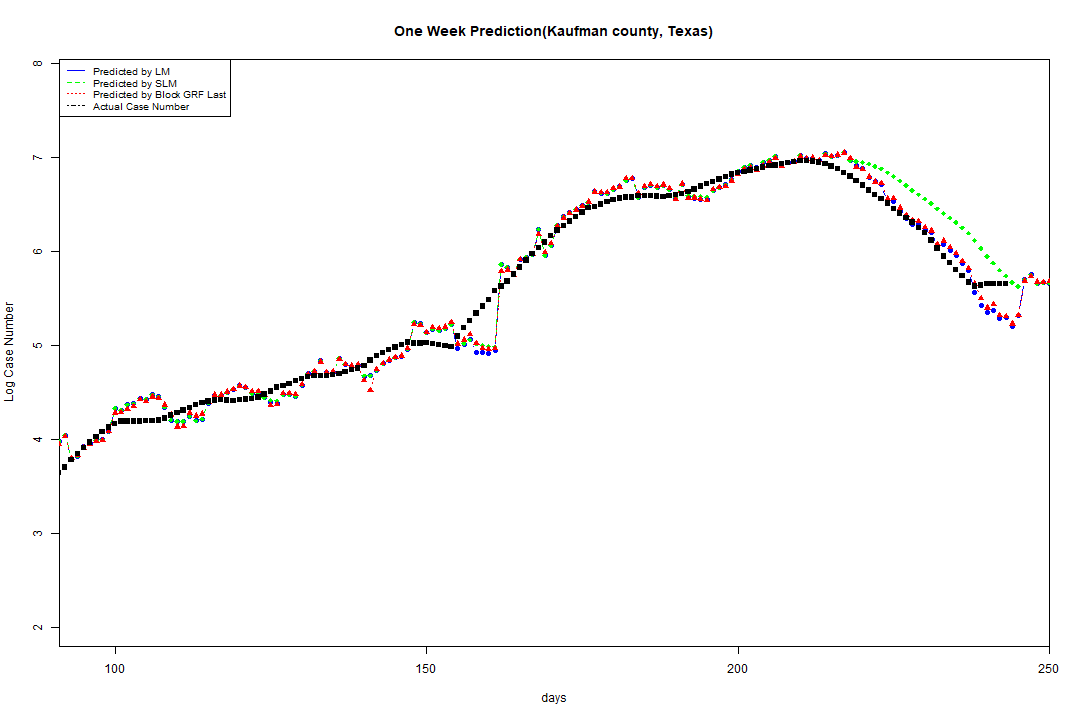 One Week Prediction(Kaufman county, Texas)
Predicted by LM
Predicted by SLM
Predicted by Block GRF Last
Actual Case Number
8
7
6
5
4
3
2
Log Case Number
100 150 200 250
days